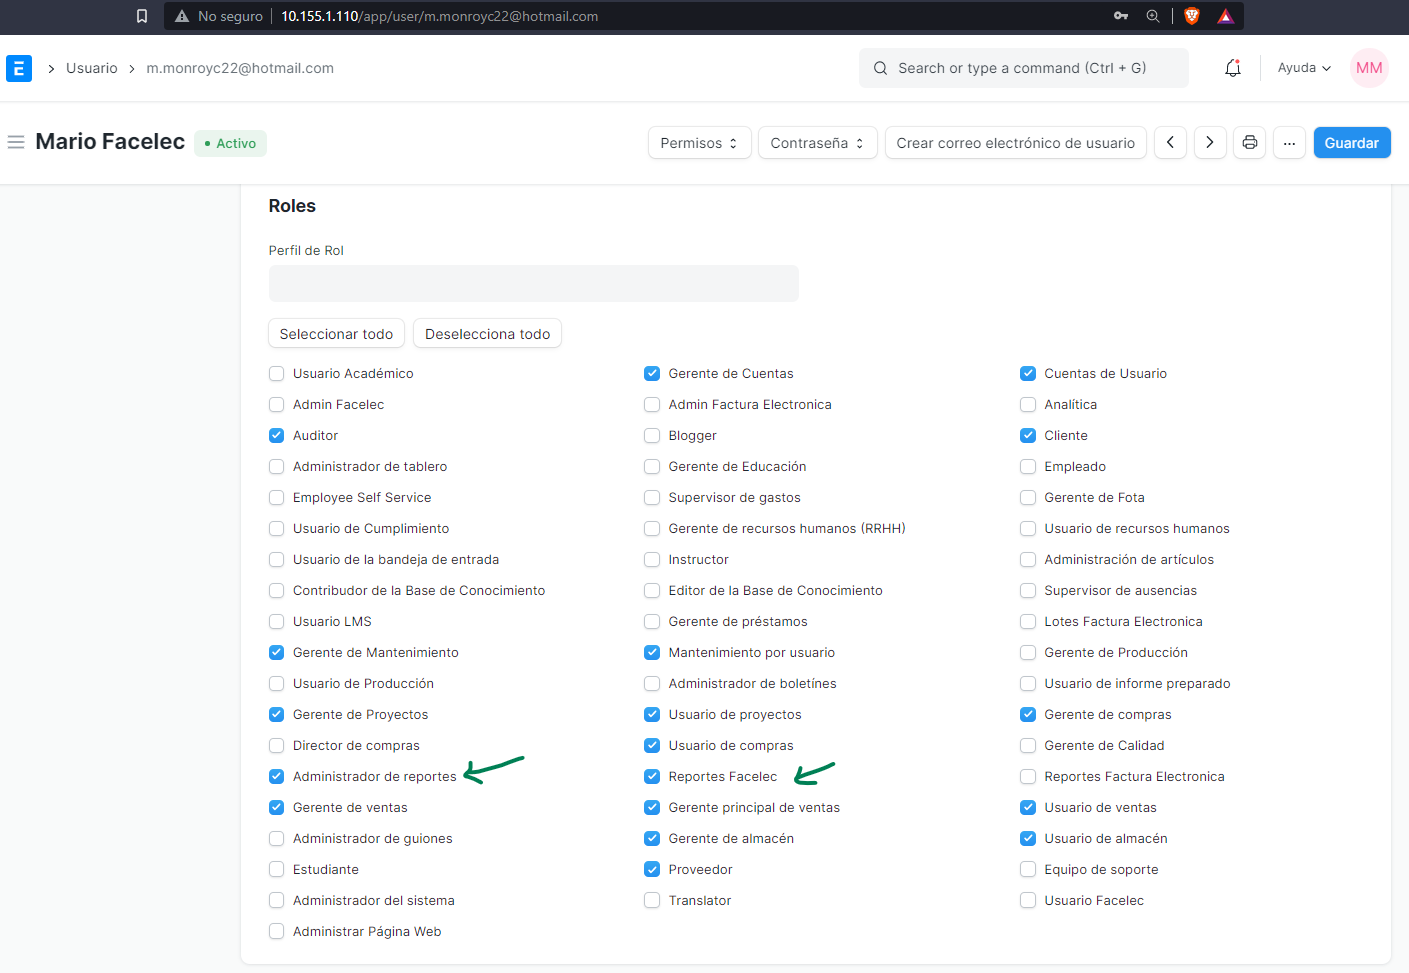 No seguro 10.155.1.110/app/user/m.monroyc22@hotmail.com
E Usuario m.monroyc22@hotmail.com Search or type a command (Ctrl + G) Ayuda MM
Mario Facelec Activo Permisos Contraseña Crear correo electrónico de usuario ... Guardar
Roles
Perfil de Rol
Seleccionar todo Deselecciona todo
Usuario Académico Gerente de Cuentas Cuentas de Usuario
Admin Facelec Admin Factura Electronica Analítica
Auditor Blogger Cliente
Administrador de tablero Gerente de Educación Empleado
Employee Self Service Supervisor de gastos Gerente de Fota
Usuario de Cumplimiento Gerente de recursos humanos (RRHH) Usuario de recursos humanos
Usuario de la bandeja de entrada Instructor Administración de artículos
Contribudor de la Base de Conocimiento Editor de la Base de Conocimiento Supervisor de ausencias
Usuario LMS Gerente de préstamos Lotes Factura Electronica
Gerente de Mantenimiento Mantenimiento por usuario Gerente de Producción
Usuario de Producción Administrador de boletínes Usuario de informe preparado
Gerente de Proyectos Usuario de proyectos Gerente de compras
Director de compras Usuario de compras Gerente de Calidad
Administrador de reportes Reportes Facelec Reportes Factura Electronica
Gerente de ventas Gerente principal de ventas Usuario de ventas
Administrador de guiones Gerente de almacén Usuario de almacén
Estudiante Proveedor Equipo de soporte
Administrador del sistema Translator Usuario Facelec
Administrar Página Web